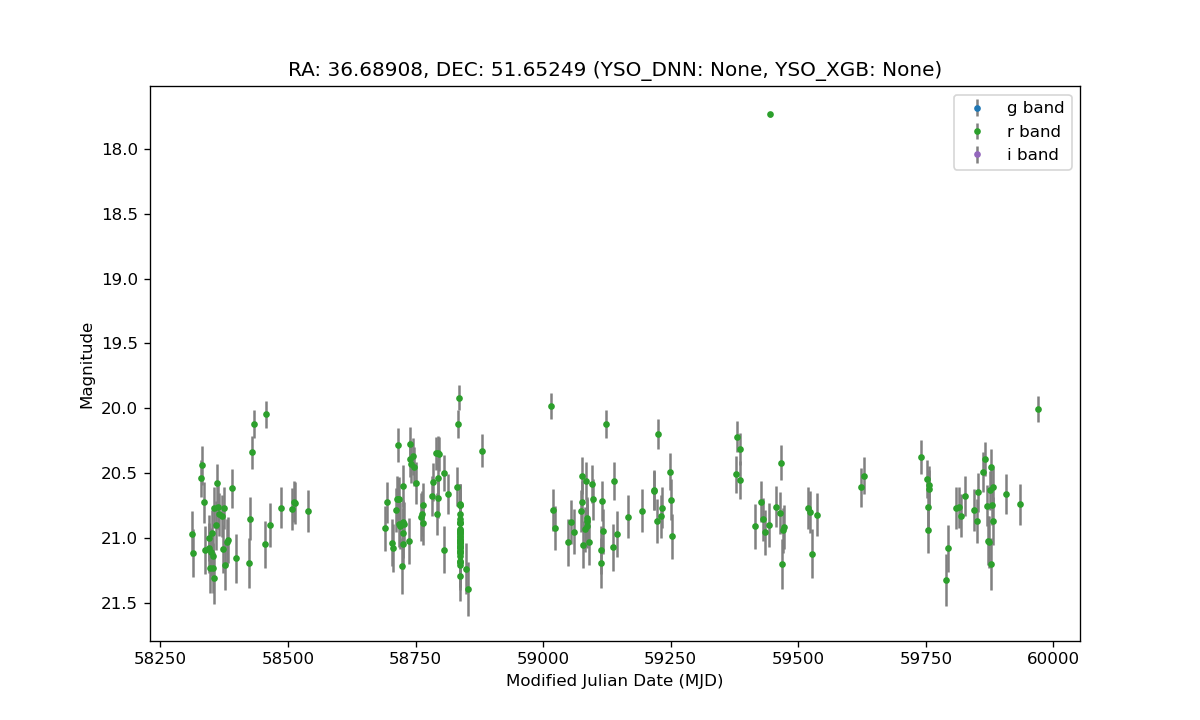 RA: 36.68908, DEC: 51.65249 (YSO_DNN: None, YSO_XGB: None)
g band
r band
i band
18.0
18.5
19.0
19.5
20.0
20.5
21.0
21.5
Magnitude
58250 58500 58750 59000 59250 59500 59750 60000
Modified Julian Date (MJD)